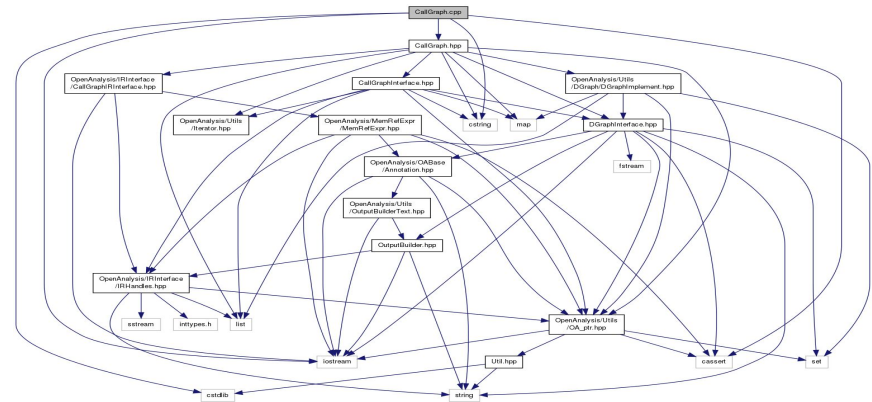 CallGraph.cpp
CallGraph.hpp
OpenAnalysis/IRInterface
/CallGraphIRInterface.hpp
CallGraphInterface.hpp
OpenAnalysis/Utils
/DGraph/DGraphImplement.hpp
OpenAnalysis/Utils
/Iterator.hpp
OpenAnalysis/MemRefExpr
/MemRefExpr.hpp
cstring
map
DGraphInterface.hpp
OpenAnalysis/OABase
/Annotation.hpp
fstream
OpenAnalysis/Utils
/OutputBuilderText.hpp
OutputBuilder.hpp
OpenAnalysis/IRInterface
/IRHandles.hpp
sstream
inttypes.h
list
OpenAnalysis/Utils
/OA_ptr.hpp
iostream
Util.hpp
cassert
set
cstdlib
string